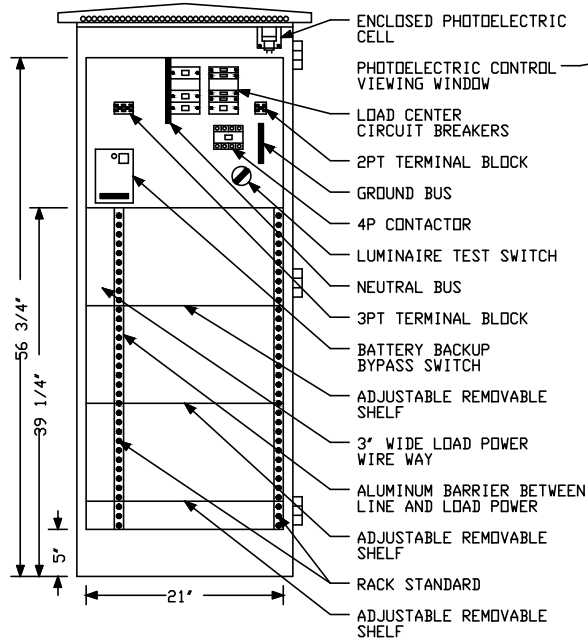 ENCLOSED PHOTOELECTRIC
CELL
PHOTOELECTRIC CONTROL
VIEWING WINDOW
LOAD CENTER
CIRCUIT BREAKERS
2PT TERMINAL BLOCK
GROUND BUS
4P CONTACTOR
LUMINAIRE TEST SWITCH
NEUTRAL BUS
3PT TERMINAL BLOCK
BATTERY BACKUP
BYPASS SWITCH
ADJUSTABLE REMOVABLE
SHELF
3" WIDE LOAD POWER
WIRE WAY
ALUMINUM BARRIER BETWEEN
LINE AND LOAD POWER
ADJUSTABLE REMOVABLE
SHELF
RACK STANDARD
ADJUSTABLE REMOVABLE
SHELF
56 3/4"
39 1/4"
5"
21"